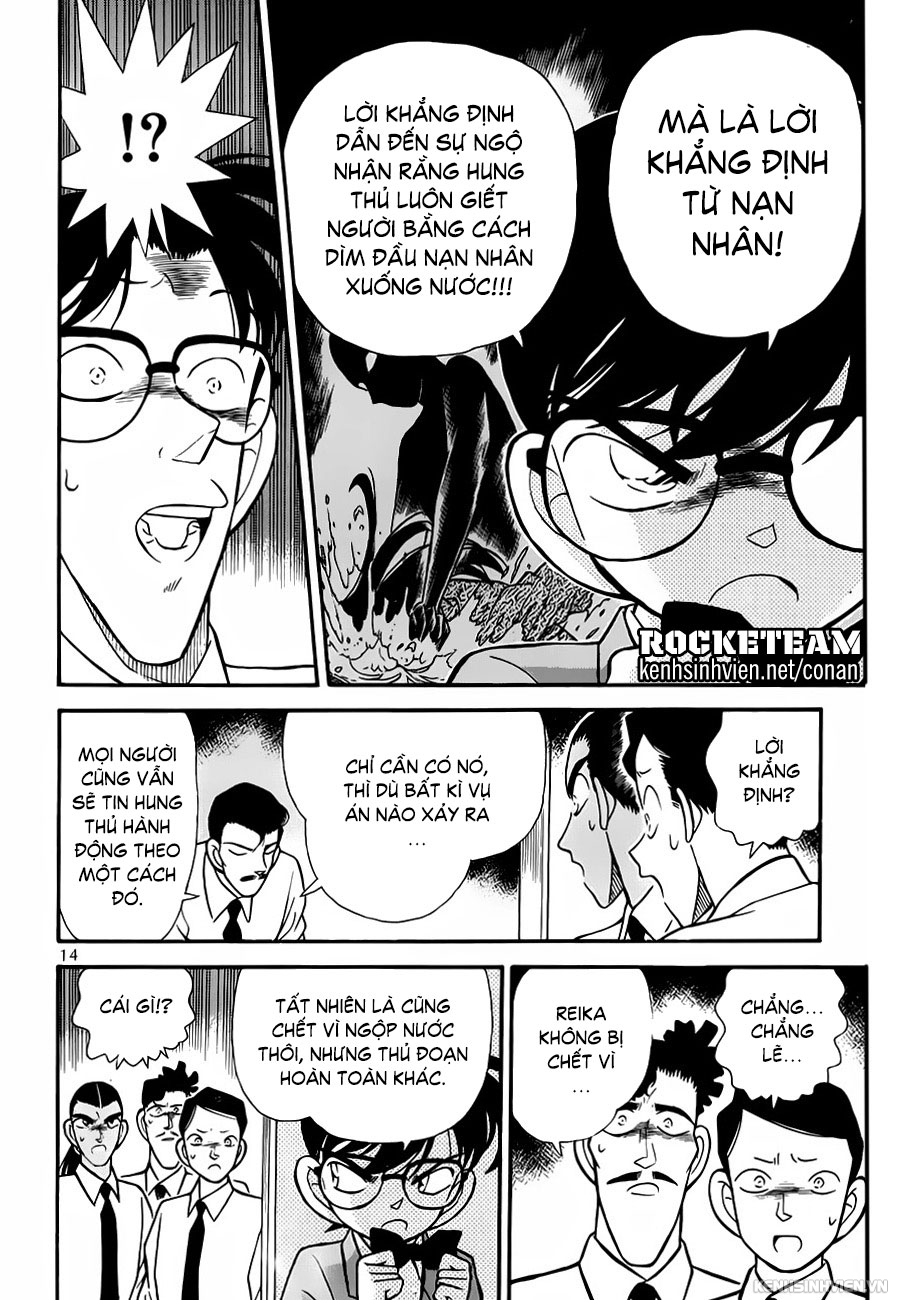 MÀ LÀ LỜI
KHẲNG ĐỊNH
TỪ NẠN
NHÂN!
LỜI KHẲNG ĐỊNH
DẪN ĐẾN SỰ NGỘ
NHẬN RẰNG HUNG
THỦ LUÔN GIẾT
NGƯỜI BẰNG CÁCH
DÌM ĐẦU NẠN NHÂN
XUỐNG NƯỚC!!!
!?
ROCKETEAM
kenhsinhvien.net/conan
LỜI
KHẲNG
ĐỊNH?
CHỈ CẦN CÓ NÓ,
THÌ DÙ BẤT KÌ VỤ
ÁN NÀO XẢY RA
...
MỌI NGƯỜI
CŨNG VẪN
SẼ TIN HUNG
THỦ HÀNH
ĐỘNG THEO
MỘT CÁCH
ĐÓ.
14
CHẲNG...
CHẲNG
LẼ...
REIKA
KHÔNG BỊ
CHẾT VÌ
...
TẤT NHIÊN LÀ CŨNG
CHẾT VÌ NGỘP NƯỚC
THÔI, NHƯNG THỦ ĐOẠN
HOÀN TOÀN KHÁC.
CÁI GÌ!?
KENHSINHVIEN.VN